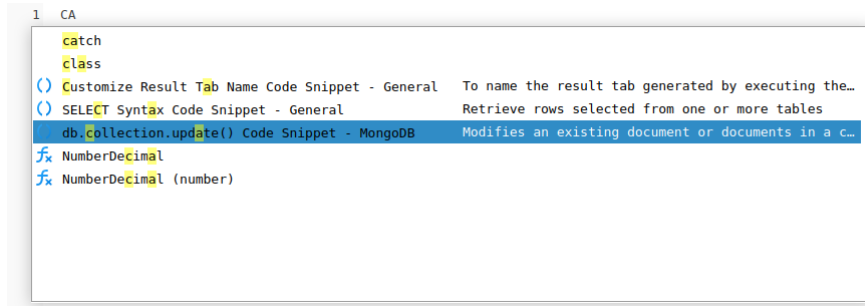 1 CA
catch
class
() Customize Result Tab Name Code Snippet - General To name the result tab generated by executing the…
() SELECT Syntax Code Snippet - General Retrieve rows selected from one or more tables
db.collection.update() Code Snippet - MongoDB Modifies an existing document or documents in a c…
fx NumberDecimal
fx NumberDecimal (number)